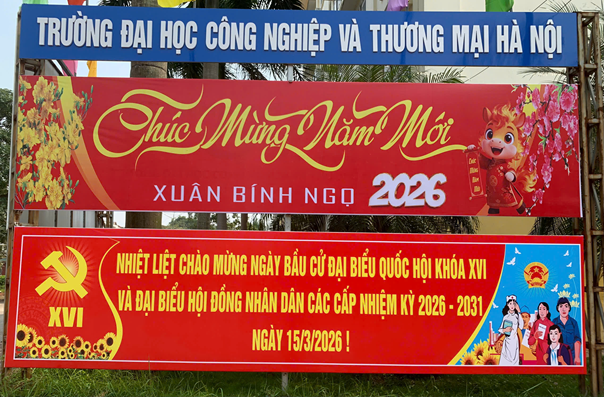 TRƯỜNG ĐẠI HỌC CÔNG NGHIỆP VÀ THƯƠNG MẠI HÀ NỘI
Chúc Mừng Năm Mới
XUÂN BÍNH NGỌ 2026
NHIỆT LIỆT CHÀO MỪNG NGÀY BẦU CỬ ĐẠI BIỂU QUỐC HỘI KHÓA XVI
VÀ ĐẠI BIỂU HỘI ĐỒNG NHÂN DÂN CÁC CẤP NHIỆM KỲ 2026 - 2031
NGÀY 15/3/2026 !
XVI